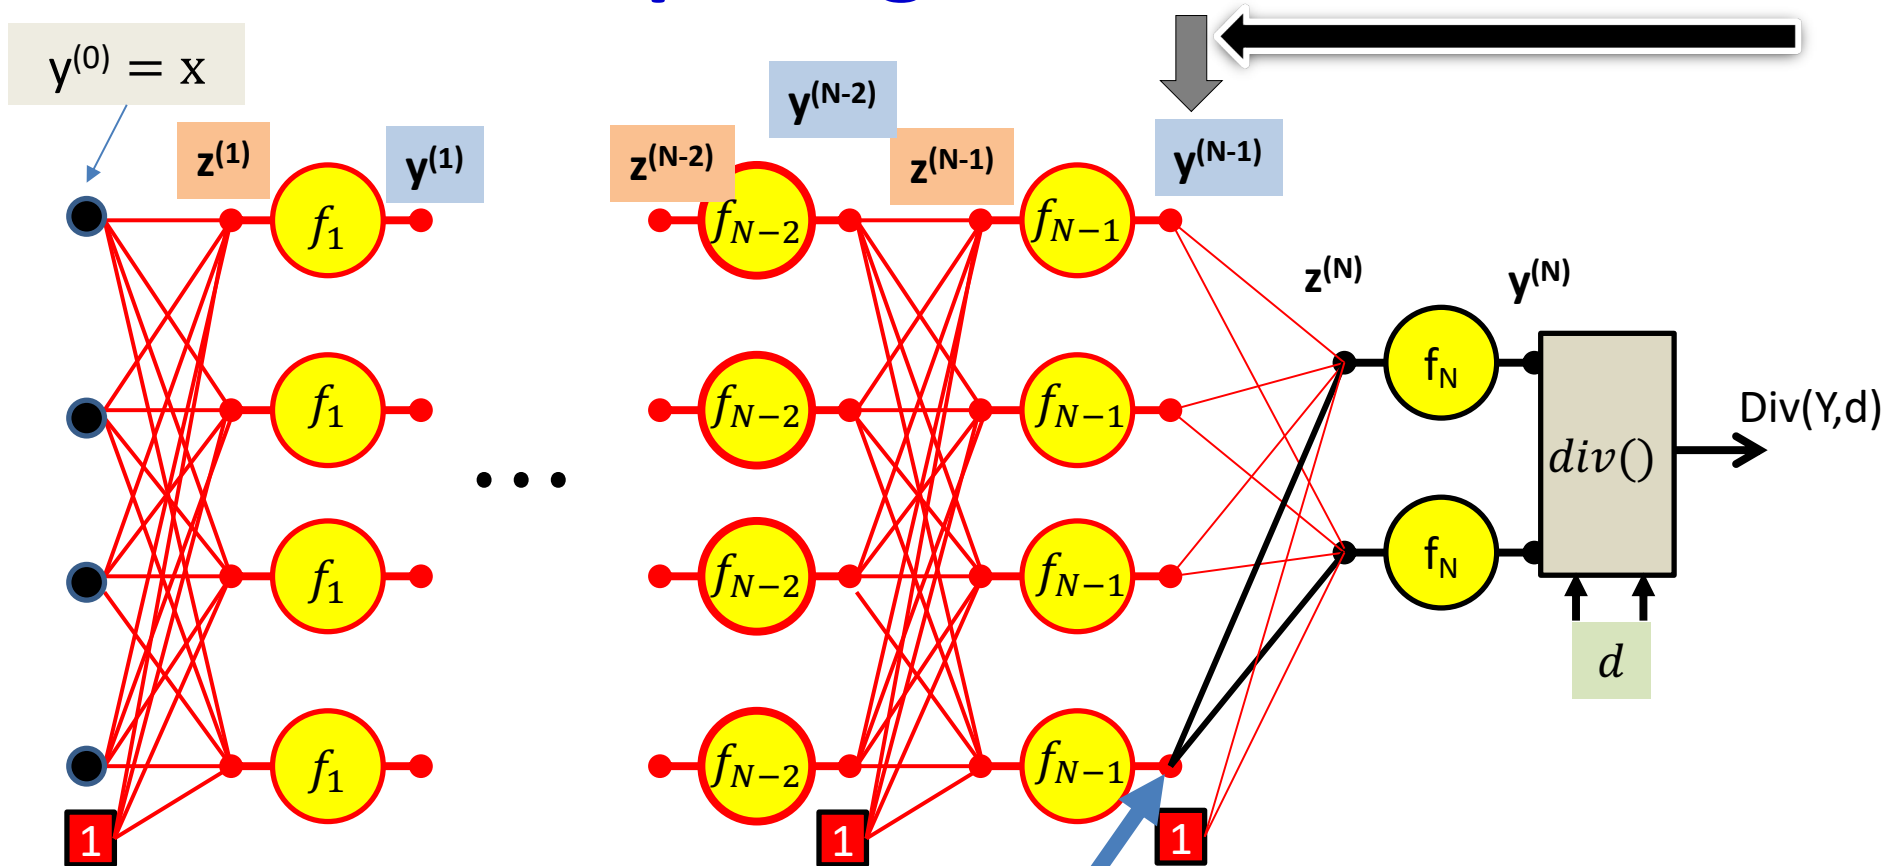 y(0) = x
z(1)
y(1)
z(N-2)
y(N-2)
z(N-1)
y(N-1)
z(N)
y(N)
f1
fN−2
fN−1
f1
fN−2
fN−1
f1
fN−2
fN−1
f1
fN−2
fN−1
fN
fN
...
div()
Div(Y,d)
d
1
1
1